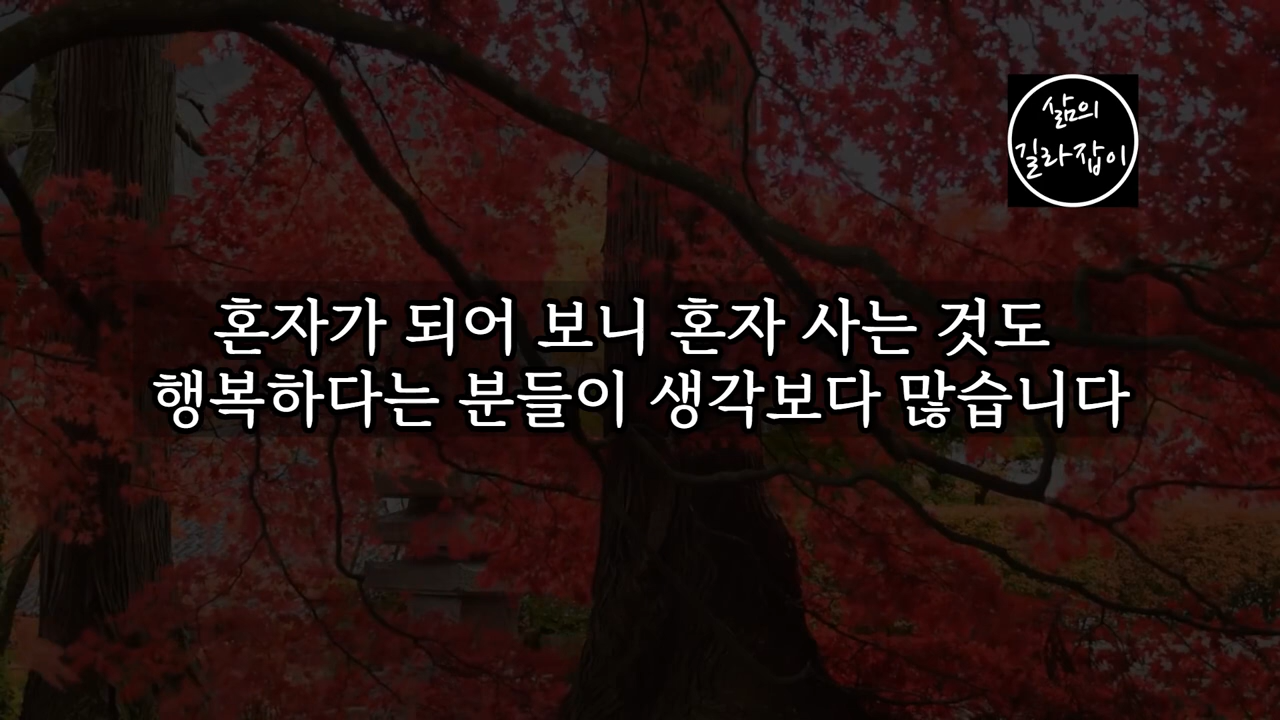 삶의
길라잡이
혼자가 되어 보니 혼자 사는 것도
행복하다는 분들이 생각보다 많습니다